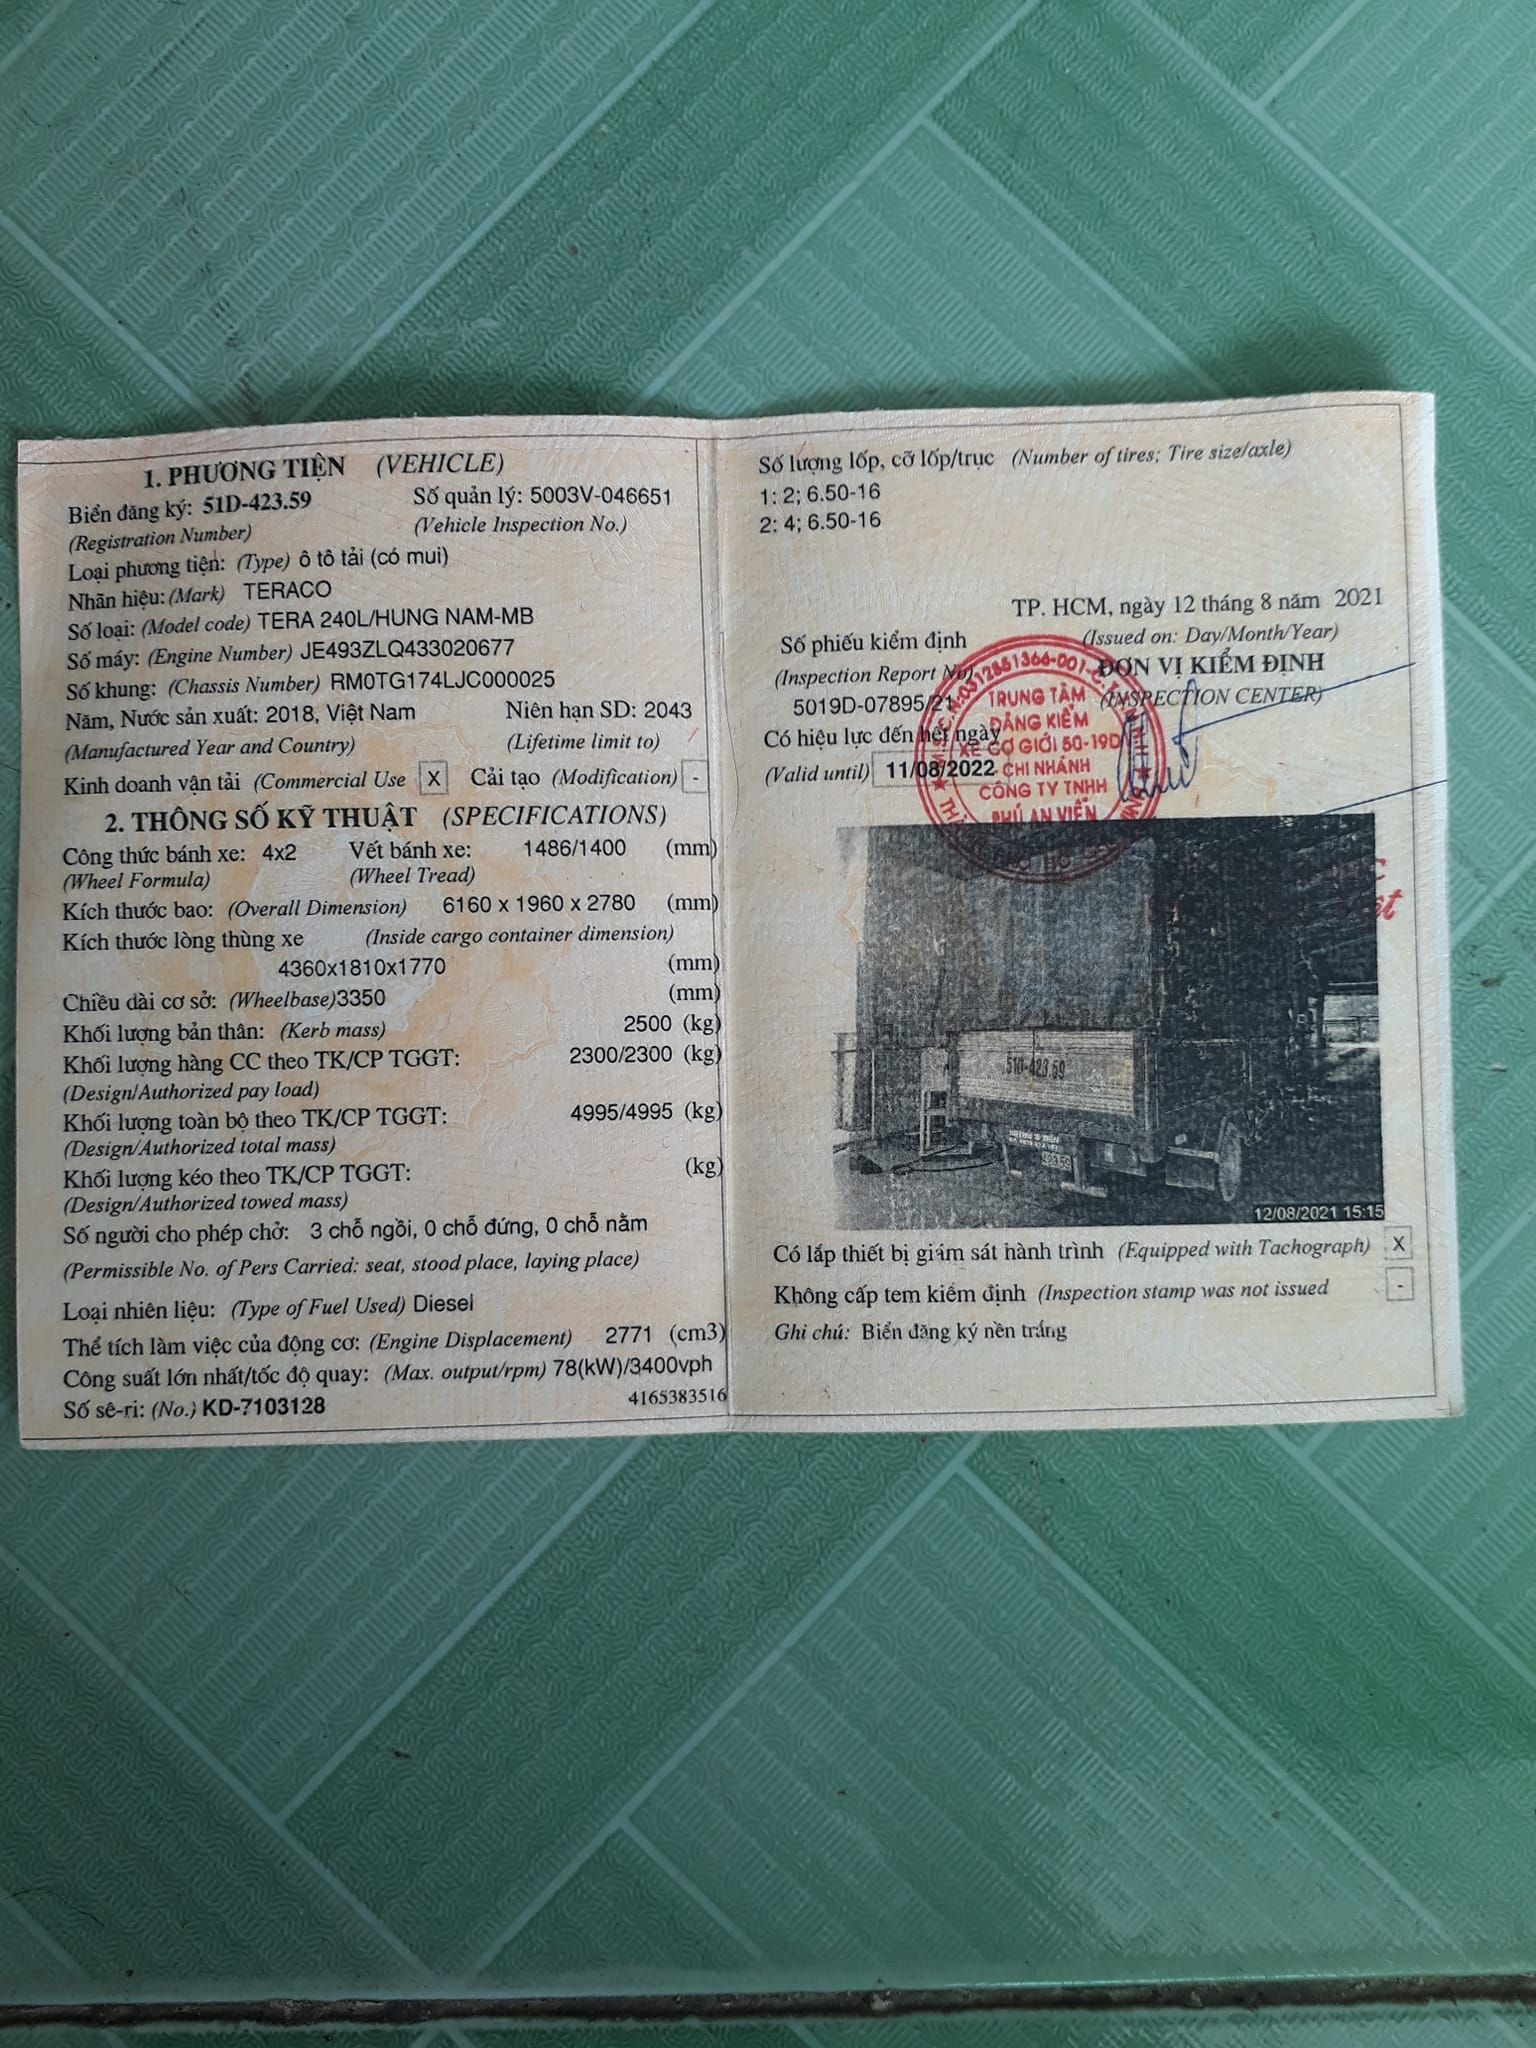 1. PHƯƠNG TIỆN (VEHICLE)
Biển đăng ký: 51D-423.59 Số quản lý: 5003V-046651
(Registration Number) (Vehicle Inspection No.)
Loại phương tiện: (Type) ô tô tải (có mui)
Nhãn hiệu: (Mark) TERACO
Số loại: (Model code) TERA 240L/HUNG NAM-MB
Số máy: (Engine Number) JE493ZLQ433020677
Số khung: (Chassis Number) RM0TG174LJC000025
Năm, Nước sản xuất: 2018, Việt Nam Niên hạn SD: 2043
(Manufactured Year and Country) (Lifetime limit to)
Kinh doanh vận tải (Commercial Use X Cải tạo (Modification) -
2. THÔNG SỐ KỸ THUẬT (SPECIFICATIONS)
Công thức bánh xe: 4x2 Vết bánh xe: 1486/1400 (mm)
(Wheel Formula) (Wheel Tread)
Kích thước bao: (Overall Dimension) 6160 x 1960 x 2780 (mm)
Kích thước lòng thùng xe (Inside cargo container dimension)
4360x1810x1770 (mm)
Chiều dài cơ sở: (Wheelbase)3350 (mm)
Khối lượng bản thân: (Kerb mass) 2500 (kg)
Khối lượng hàng CC theo TK/CP TGGT: 2300/2300 (kg)
(Design/Authorized pay load)
Khối lượng toàn bộ theo TK/CP TGGT: 4995/4995 (kg)
(Design/Authorized total mass)
Khối lượng kéo theo TK/CP TGGT: (kg)
(Design/Authorized towed mass)
Số người cho phép chở: 3 chỗ ngồi, 0 chỗ đứng, 0 chỗ nằm
(Permissible No. of Pers Carried: seat, stood place, laying place)
Loại nhiên liệu: (Type of Fuel Used) Diesel
Thể tích làm việc của động cơ: (Engine Displacement) 2771 (cm3)
Công suất lớn nhất/tốc độ quay: (Max. output/rpm) 78(kW)/3400vph
4165383516
Số sê-ri: (No.) KD-7103128
Số lượng lốp, cỡ lốp/trục (Number of tires; Tire size/axle)
1: 2; 6.50-16
2: 4; 6.50-16
TP. HCM, ngày 12 tháng 8 năm 2021
Số phiếu kiểm định (Issued on: Day/Month/Year)
(Inspection Report No) ĐƠN VỊ KIỂM ĐỊNH
5019D-07895/21 (INSPECTION CENTER)
Có hiệu lực đến hết ngày
(Valid until) 11/08/2022
TRUNG TÂM
ĐĂNG KIỂM
XE CƠ GIỚI 50-19D
CHI NHÁNH
CÔNG TY TNHH
PHÚ AN VIÊN
51D-423.59
423.59
12/08/2021 15:15
Có lắp thiết bị giám sát hành trình (Equipped with Tachograph) X
Không cấp tem kiểm định (Inspection stamp was not issued -
Ghi chú: Biển đăng ký nền trắng